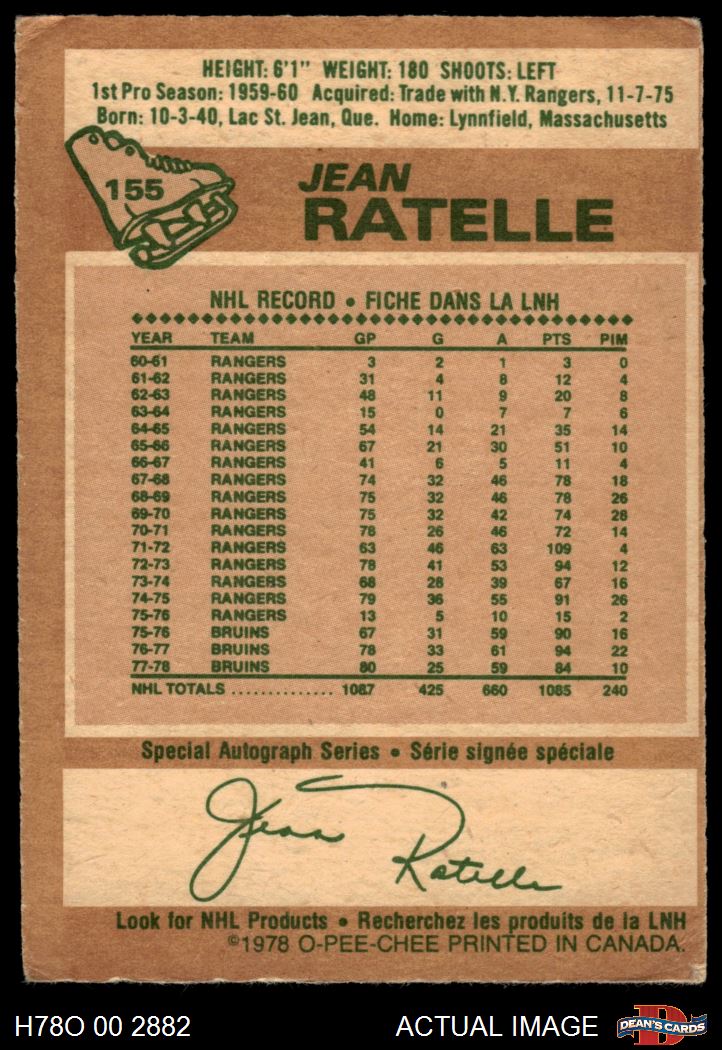 HEIGHT: 6'1" WEIGHT: 180 SHOOTS: LEFT
1st Pro Season: 1959-60 Acquired: Trade with N.Y. Rangers, 11-7-75
Born: 10-3-40, Lac St. Jean, Que. Home: Lynnfield, Massachusetts
155
JEAN
RATELLE
NHL RECORD • FICHE DANS LA LNH
YEAR TEAM GP G A PTS PIM
60-61 RANGERS 3 2 1 3 0
61-62 RANGERS 31 4 8 12 4
62-63 RANGERS 48 11 9 20 8
63-64 RANGERS 15 0 7 7 6
64-65 RANGERS 54 14 21 35 14
65-66 RANGERS 67 21 30 51 10
66-67 RANGERS 41 6 5 11 4
67-68 RANGERS 74 32 46 78 18
68-69 RANGERS 75 32 46 78 26
69-70 RANGERS 75 32 42 74 28
70-71 RANGERS 78 26 46 72 14
71-72 RANGERS 63 46 63 109 4
72-73 RANGERS 78 41 53 94 12
73-74 RANGERS 68 28 39 67 16
74-75 RANGERS 79 36 55 91 26
75-76 RANGERS 13 5 10 15 2
75-76 BRUINS 67 31 59 90 16
76-77 BRUINS 78 33 61 94 22
77-78 BRUINS 80 25 59 84 10
NHL TOTALS .............. 1087 425 660 1085 240
Special Autograph Series • Série signée spéciale
Jean Ratelle
Look for NHL Products • Recherchez les produits de la LNH
©1978 O-PEE-CHEE PRINTED IN CANADA.
H78O 00 2882 ACTUAL IMAGE D DEAN'S CARDS